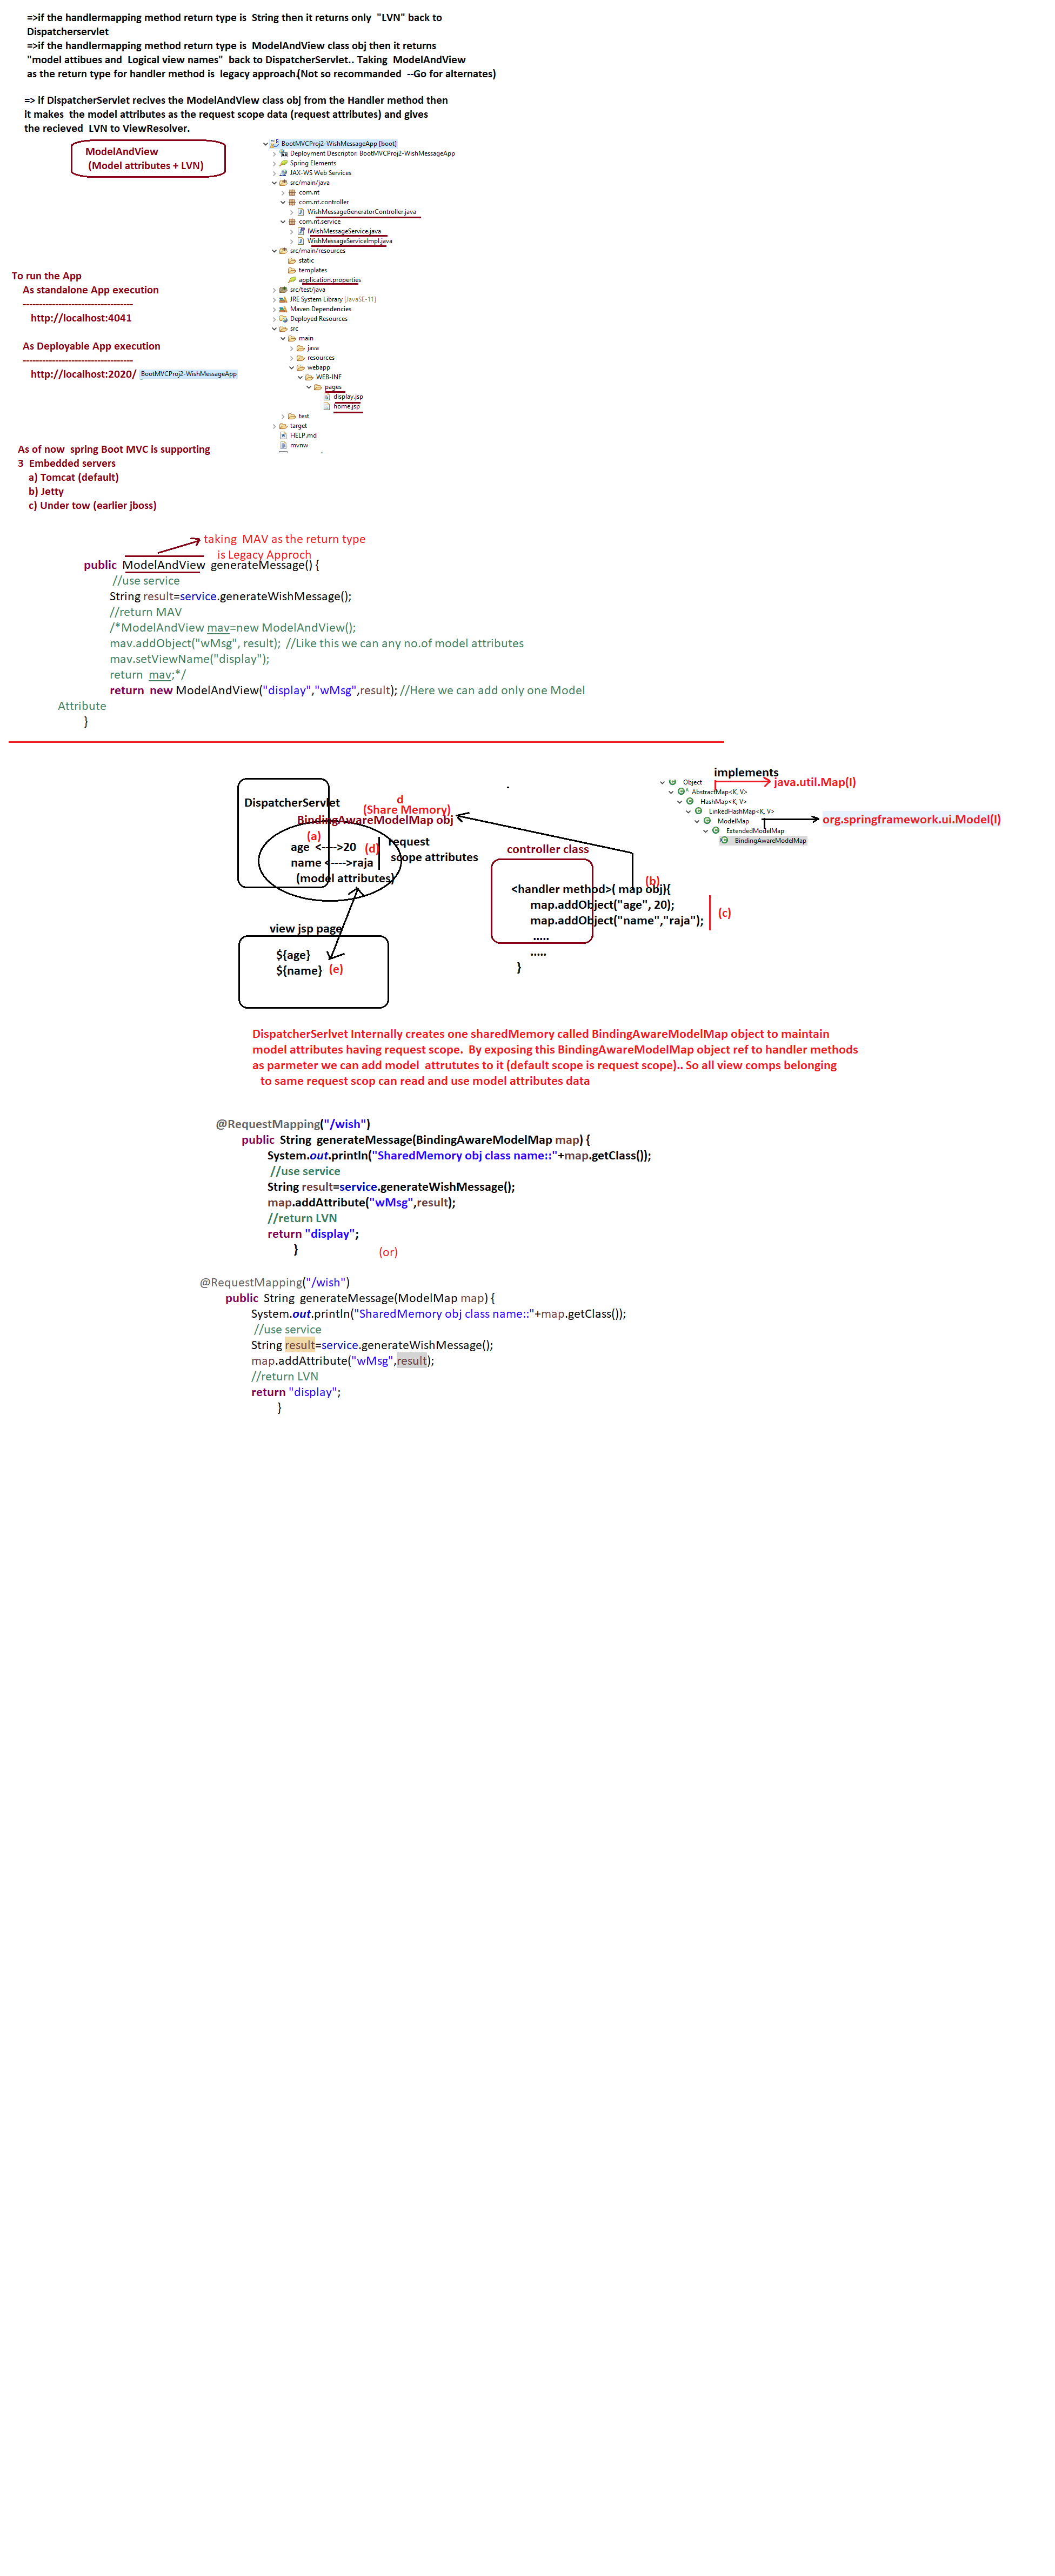 =>if the handlermapping method return type is  String then it returns only  "LVN" back to
Dispatcherservlet
=>if the handlermapping method return type is  ModelAndView class obj then it returns
"model attibues and  Logical view names"  back to DispatcherServlet.. Taking  ModelAndView
as the return type for handler method is  legacy approach.(Not so recommanded  --Go for alternates)
=> if DispatcherServlet recives the ModelAndView class obj from the Handler method then
it makes  the model attributes as the request scope data (request attributes) and gives
the recieved  LVN to ViewResolver.
ModelAndView
(Model attributes + LVN)
BootMVCProj2-WishMessageApp [boot]
Deployment Descriptor: BootMVCProj2-WishMessageApp
Spring Elements
JAX-WS Web Services
src/main/java
com.nt
com.nt.controller
WishMessageGeneratorController.java
com.nt.service
IWishMessageService.java
WishMessageServiceImpl.java
src/main/resources
static
templates
application.properties
src/test/java
JRE System Library [JavaSE-11]
Maven Dependencies
Deployed Resources
src
main
java
resources
webapp
WEB-INF
pages
display.jsp
home.jsp
test
target
HELP.md
mvnw
To run the App
As standalone App execution
----------------------------------
http://localhost:4041
As Deployable App execution
----------------------------------
http://localhost:2020/ BootMVCProj2-WishMessageApp
As of now  spring Boot MVC is supporting
3  Embedded servers
a) Tomcat (default)
b) Jetty
c) Under tow (earlier jboss)
taking  MAV as the return type
is Legacy Approch
public  ModelAndView  generateMessage() {
//use service
String result=service.generateWishMessage();
//return MAV
/*ModelAndView mav=new ModelAndView();
mav.addObject("wMsg", result);  //Like this we can any no.of model attributes
mav.setViewName("display");
return  mav;*/
return  new ModelAndView("display","wMsg",result); //Here we can add only one Model
Attribute
}
implements
Object
java.util.Map(I)
AbstractMap<K, V>
HashMap<K, V>
LinkedHashMap<K, V>
ModelMap
org.springframework.ui.Model(I)
ExtendedModelMap
BindingAwareModelMap
DispatcherServlet
d
(Share Memory)
BindingAwareModelMap obj
(a)
age  <---->20
(d)
request
name <---->raja
scope attributes
(model attributes)
controller class
(b)
<handler method>( map obj){
map.addObject("age", 20);
map.addObject("name","raja");
(c)
.....
.....
}
view jsp page
${age}
${name}
(e)
DispatcherSerlvet Internally creates one sharedMemory called BindingAwareModelMap object to maintain
model attributes having request scope.  By exposing this BindingAwareModelMap object ref to handler methods
as parmeter we can add model  attrututes to it (default scope is request scope).. So all view comps belonging
to same request scop can read and use model attributes data
@RequestMapping("/wish")
public  String  generateMessage(BindingAwareModelMap map) {
System.out.println("SharedMemory obj class name::"+map.getClass());
//use service
String result=service.generateWishMessage();
map.addAttribute("wMsg",result);
//return LVN
return "display";
}
(or)
@RequestMapping("/wish")
public  String  generateMessage(ModelMap map) {
System.out.println("SharedMemory obj class name::"+map.getClass());
//use service
String result=service.generateWishMessage();
map.addAttribute("wMsg",result);
//return LVN
return "display";
}